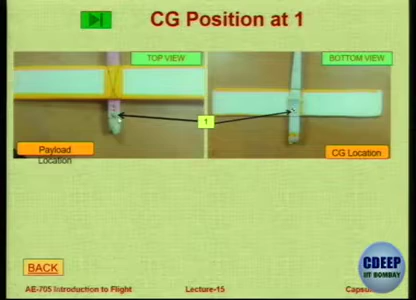 CG Position at 1
TOP VIEW
BOTTOM VIEW
1
Payload
Location
CG Location
BACK
CDEEP
IIT BOMBAY
AE-705 Introduction to Flight
Lecture-15